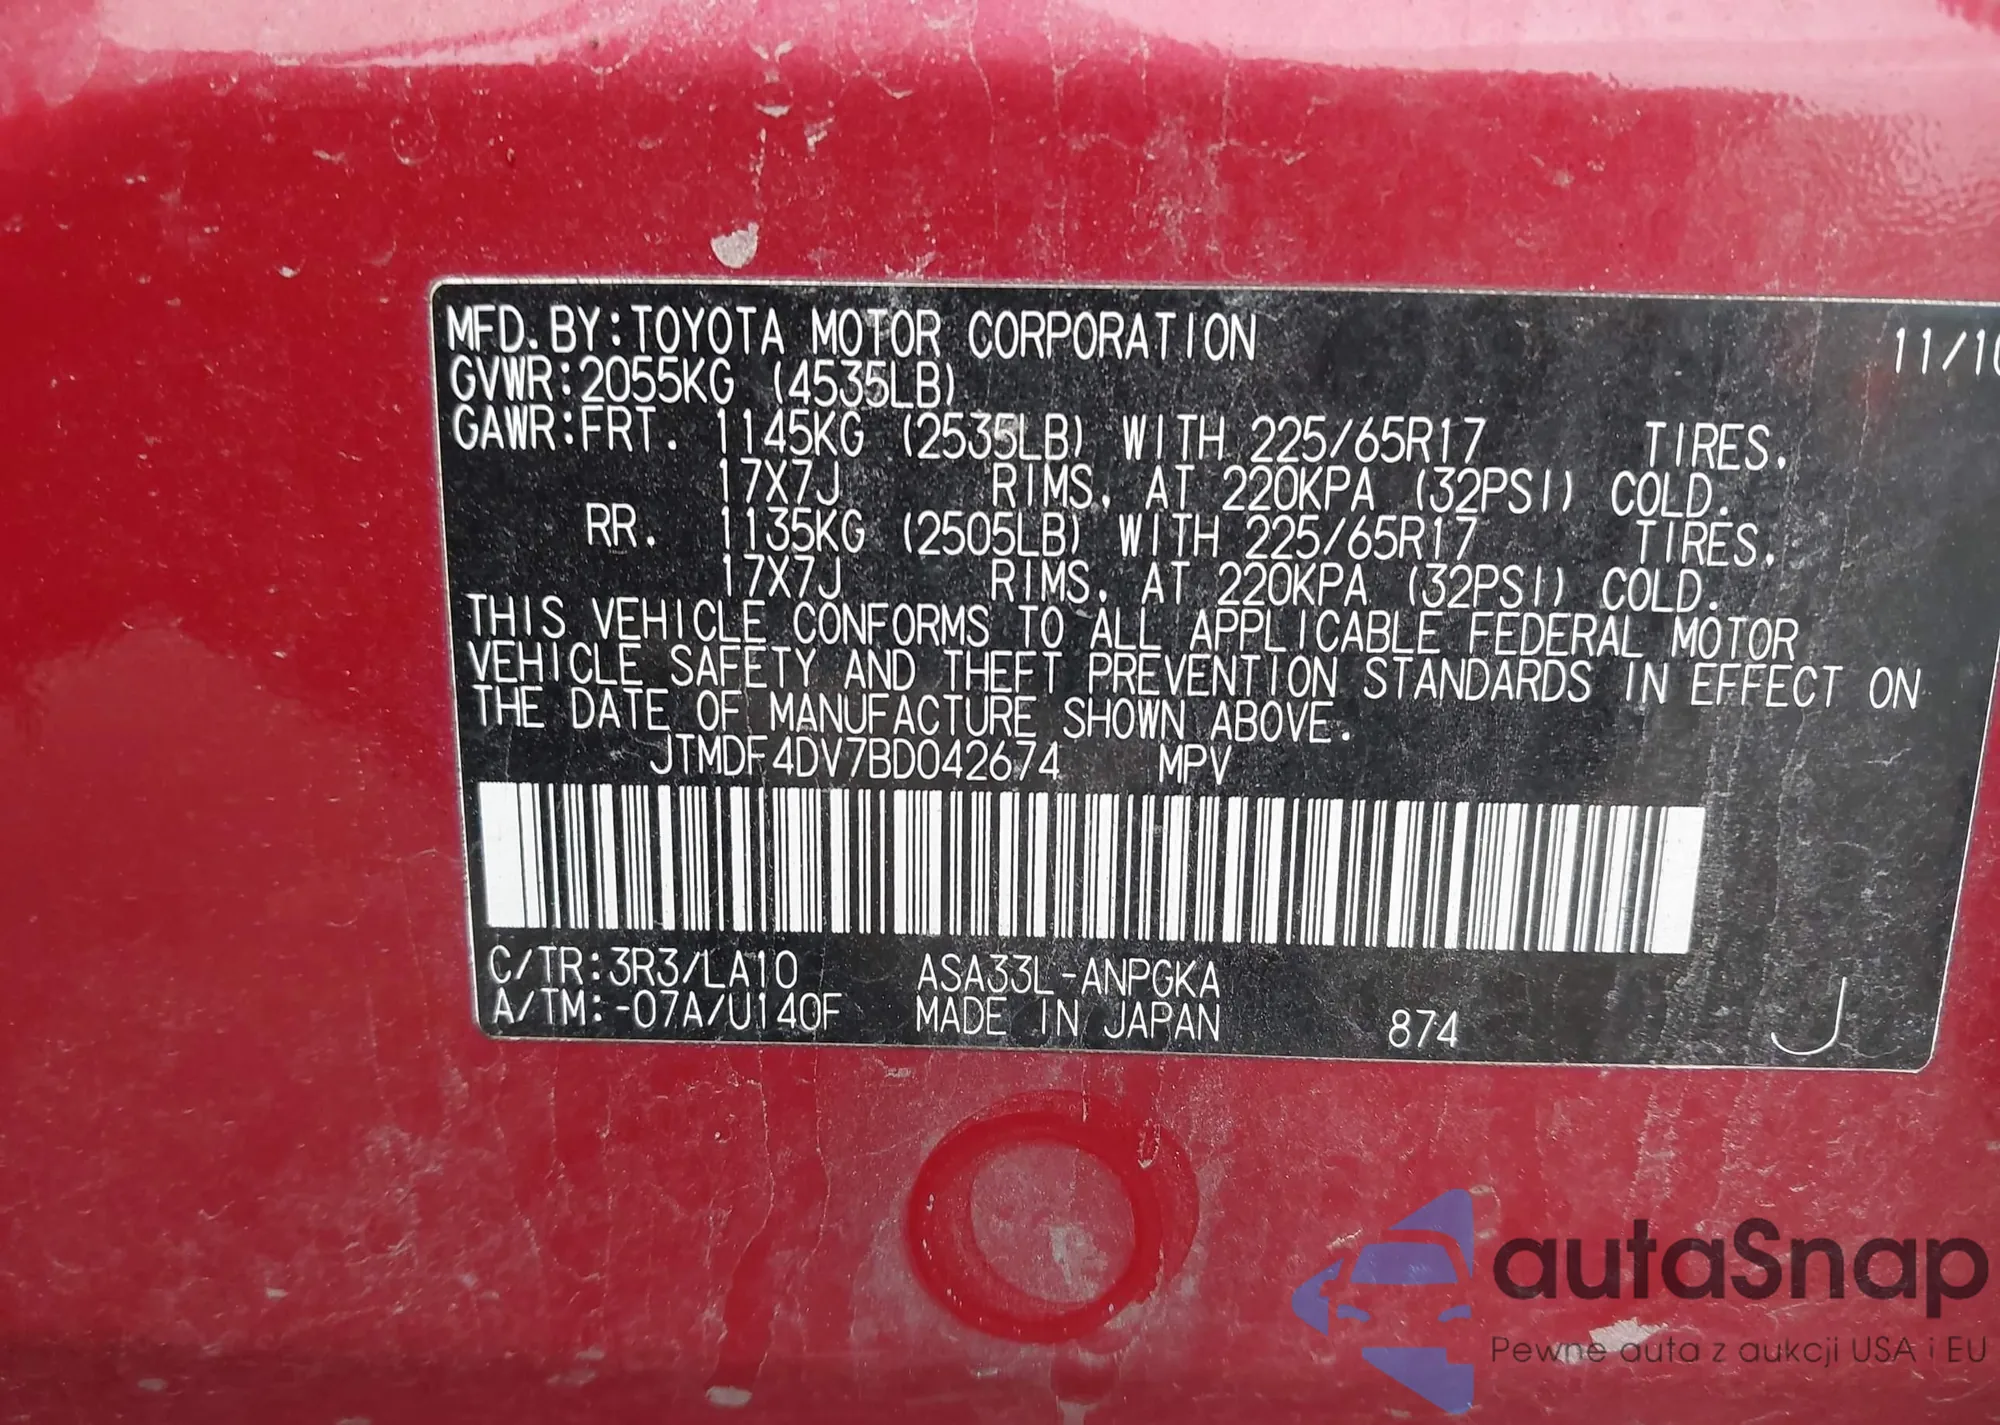 MFD. BY: TOYOTA MOTOR CORPORATION 11/10
GVWR: 2055KG (4535LB)
GAWR: FRT. 1145KG (2535LB) WITH 225/65R17 TIRES,
17X7J RIMS, AT 220KPA (32PSI) COLD.
RR. 1135KG (2505LB) WITH 225/65R17 TIRES,
17X7J RIMS, AT 220KPA (32PSI) COLD.
THIS VEHICLE CONFORMS TO ALL APPLICABLE FEDERAL MOTOR
VEHICLE SAFETY AND THEFT PREVENTION STANDARDS IN EFFECT ON
THE DATE OF MANUFACTURE SHOWN ABOVE.
JTMDF4DV7BD042674 MPV
C/TR: 3R3/LA10 ASA33L-ANPGKA
A/TM: -07A/U140F MADE IN JAPAN 874 J
autaSnap
Pewne auta z aukcji USA i EU